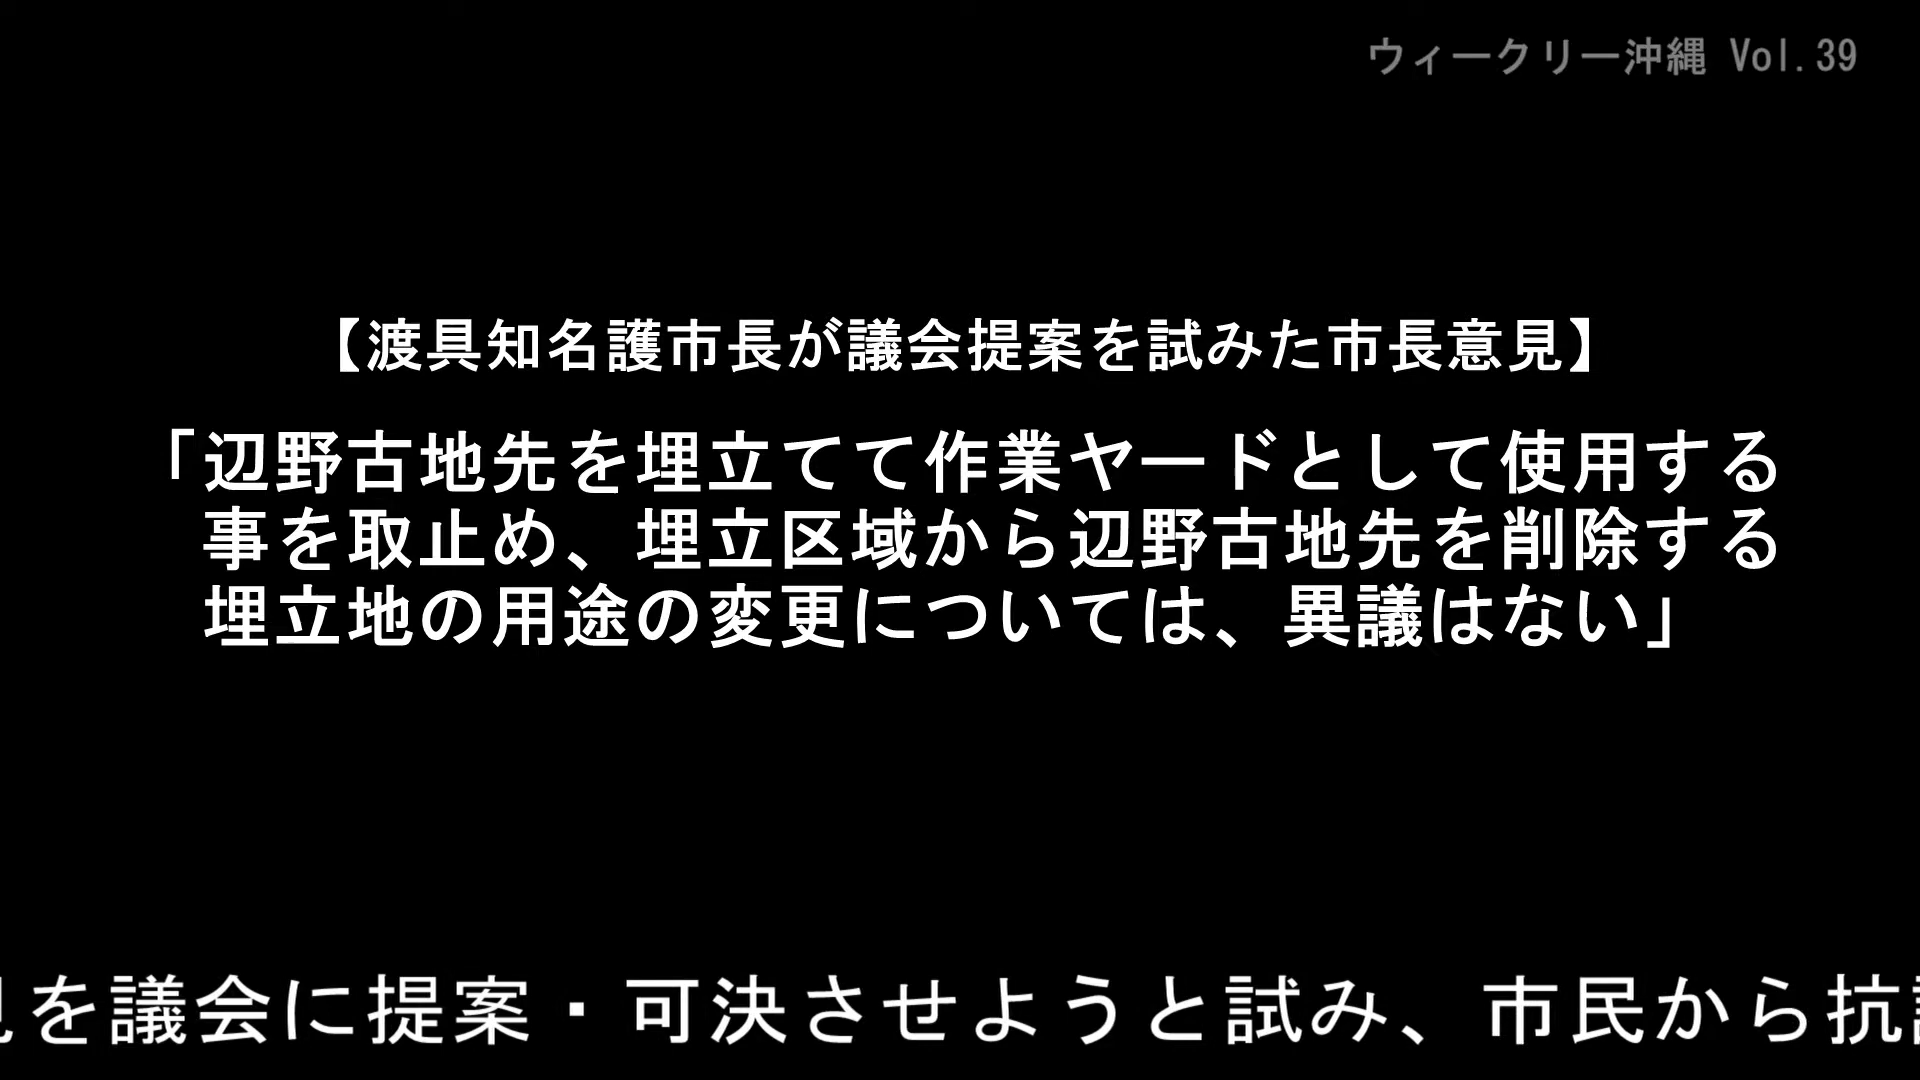 ウィークリー沖縄 Vol.39
【渡具知名護市長が議会提案を試みた市長意見】
「辺野古地先を埋立てて作業ヤードとして使用する
事を取止め、埋立区域から辺野古地先を削除する
埋立地の用途の変更については、異議はない」
を議会に提案・可決させようと試み、市民から抗